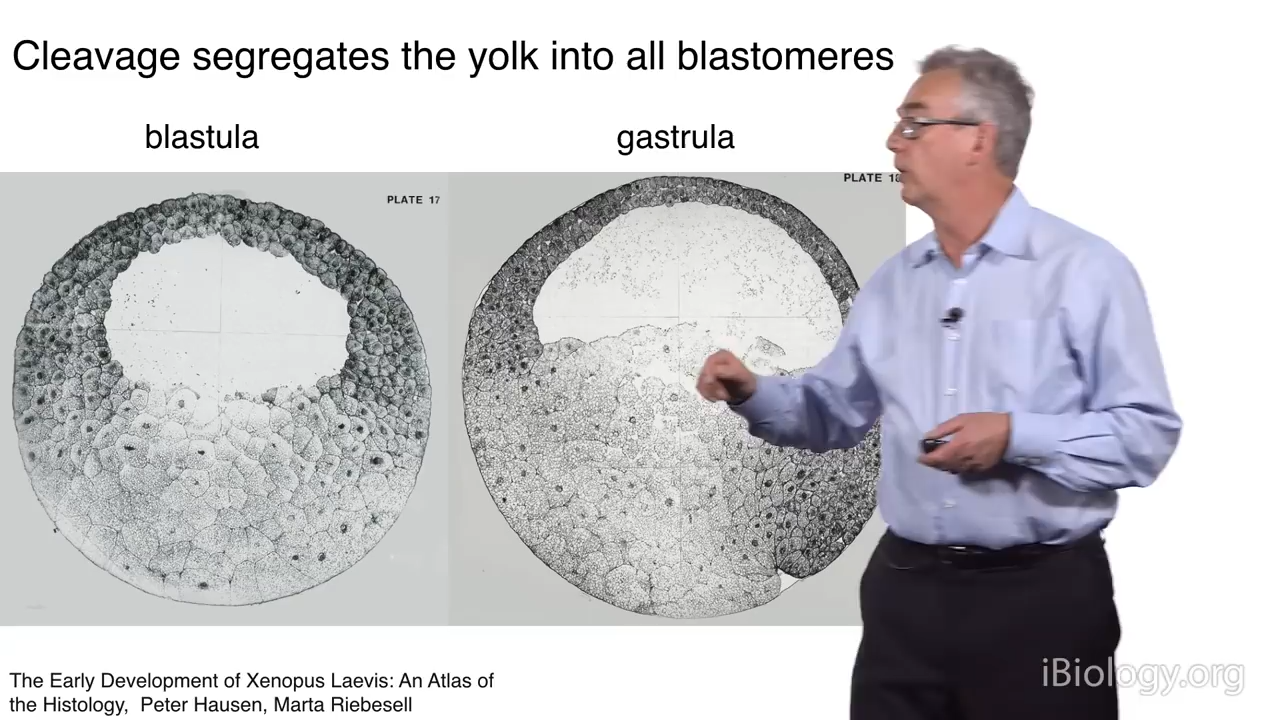 Cleavage segregates the yolk into all blastomeres
blastula
gastrula
PLATE 17
PLATE
The Early Development of Xenopus Laevis: An Atlas of
the Histology, Peter Hausen, Marta Riebesell
iBiology.org